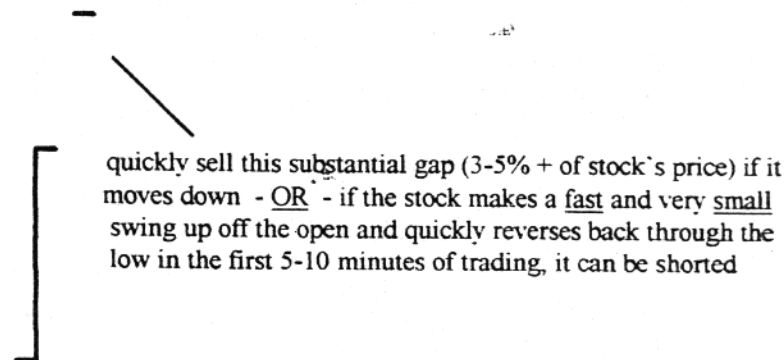 quickly sell this substantial gap (3-5% + of stock`s price) if it
moves down - OR - if the stock makes a fast and very small
swing up off the open and quickly reverses back through the
low in the first 5-10 minutes of trading, it can be shorted